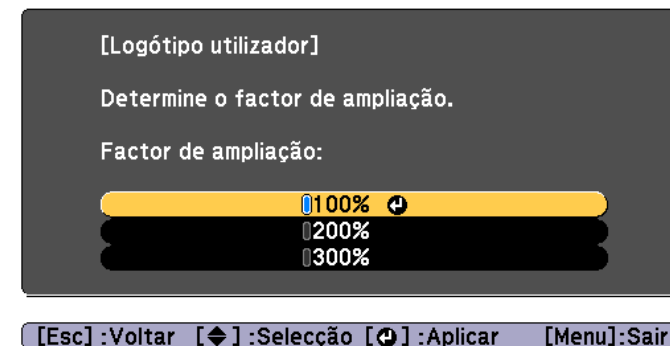 [Logótipo utilizador]
Determine o factor de ampliação.
Factor de ampliação:
100%
200%
300%
[Esc] :Voltar [◆] :Selecção [⏎] :Aplicar [Menu]:Sair